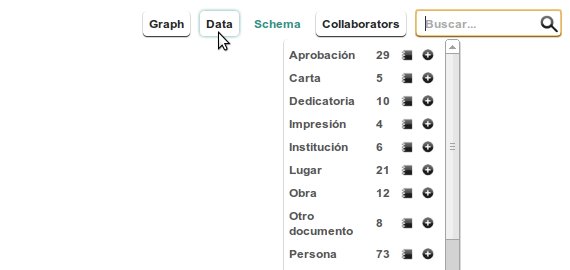 Graph Data Schema Collaborators Buscar...
Aprobación 29
Carta 5
Dedicatoria 10
Impresión 4
Institución 6
Lugar 21
Obra 12
Otro
documento 8
Persona 73